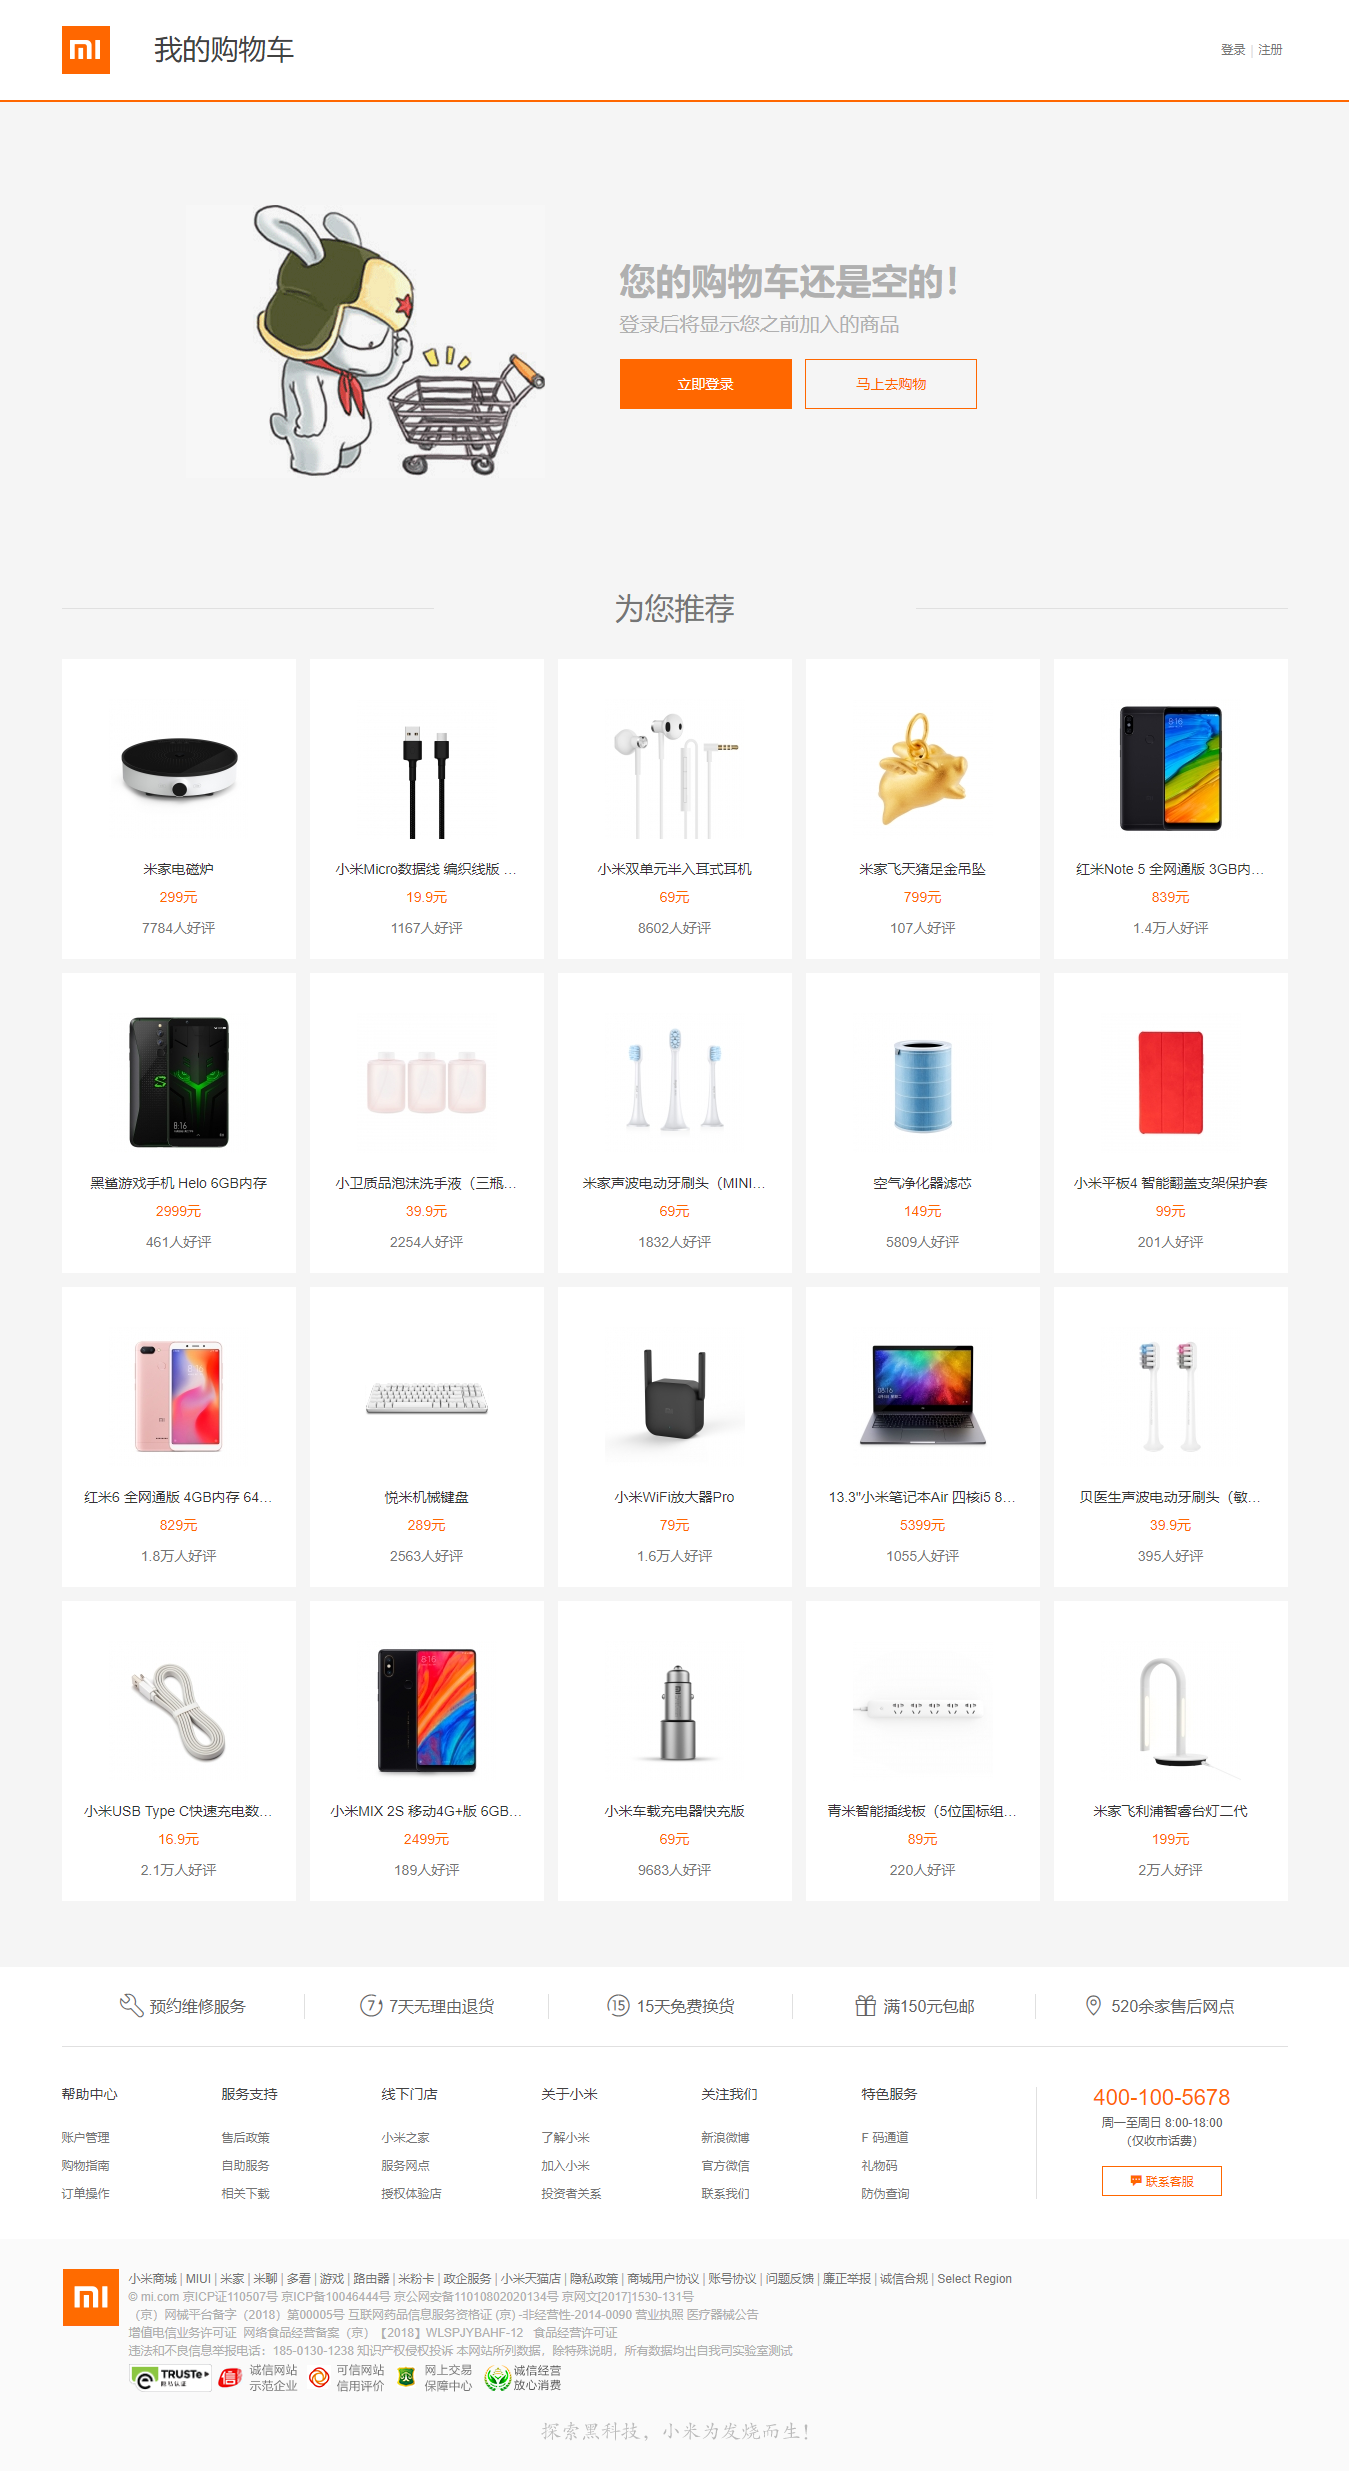 我的购物车
登录 | 注册
您的购物车还是空的！
登录后将显示您之前加入的商品
立即登录 马上去购物
为您推荐
米家电磁炉 小米Micro数据线 编织线版 ... 小米双单元半入耳式耳机 米家飞天猪足金吊坠 红米Note 5 全网通版 3GB内...
299元 19.9元 69元 799元 839元
7784人好评 1167人好评 8602人好评 107人好评 1.4万人好评
黑鲨游戏手机 Helo 6GB内存 小卫质品泡沫洗手液（三瓶... 米家声波电动牙刷头（MINI... 空气净化器滤芯 小米平板4 智能翻盖支架保护套
2999元 39.9元 69元 149元 99元
461人好评 2254人好评 1832人好评 5809人好评 201人好评
红米6 全网通版 4GB内存 64... 悦米机械键盘 小米WiFi放大器Pro 13.3"小米笔记本Air 四核i5 8... 贝医生声波电动牙刷头（敏...
829元 289元 79元 5399元 39.9元
1.8万人好评 2563人好评 1.6万人好评 1055人好评 395人好评
小米USB Type C快速充电数... 小米MIX 2S 移动4G+版 6GB... 小米车载充电器快充版 青米智能插线板（5位国标组... 米家飞利浦智睿台灯二代
16.9元 2499元 69元 89元 199元
2.1万人好评 189人好评 9683人好评 220人好评 2万人好评
预约维修服务 7 7天无理由退货 15 15天免费换货 满150元包邮 520余家售后网点
帮助中心 服务支持 线下门店 关于小米 关注我们 特色服务 400-100-5678
周一至周日 8:00-18:00
账户管理 售后政策 小米之家 了解小米 新浪微博 F 码通道 （仅收市话费）
购物指南 自助服务 服务网点 加入小米 官方微信 礼物码
联系客服
订单操作 相关下载 授权体验店 投资者关系 联系我们 防伪查询
小米商城 | MIUI | 米家 | 米聊 | 多看 | 游戏 | 路由器 | 米粉卡 | 政企服务 | 小米天猫店 | 隐私政策 | 商城用户协议 | 账号协议 | 问题反馈 | 廉正举报 | 诚信合规 | Select Region
© mi.com 京ICP证110507号 京ICP备10046444号 京公网安备11010802020134号 京网文[2017]1530-131号
（京）网械平台备字（2018）第00005号 互联网药品信息服务资格证 (京) -非经营性-2014-0090 营业执照 医疗器械公告
增值电信业务许可证 网络食品经营备案（京）【2018】WLSPJYBAHF-12 食品经营许可证
违法和不良信息举报电话：185-0130-1238 知识产权侵权投诉 本网站所列数据，除特殊说明，所有数据均出自我司实验室测试
TRUSTe 诚信网站 可信网站 网上交易 诚信经营
示范企业 信用评价 保障中心 放心消费
探索黑科技，小米为发烧而生！